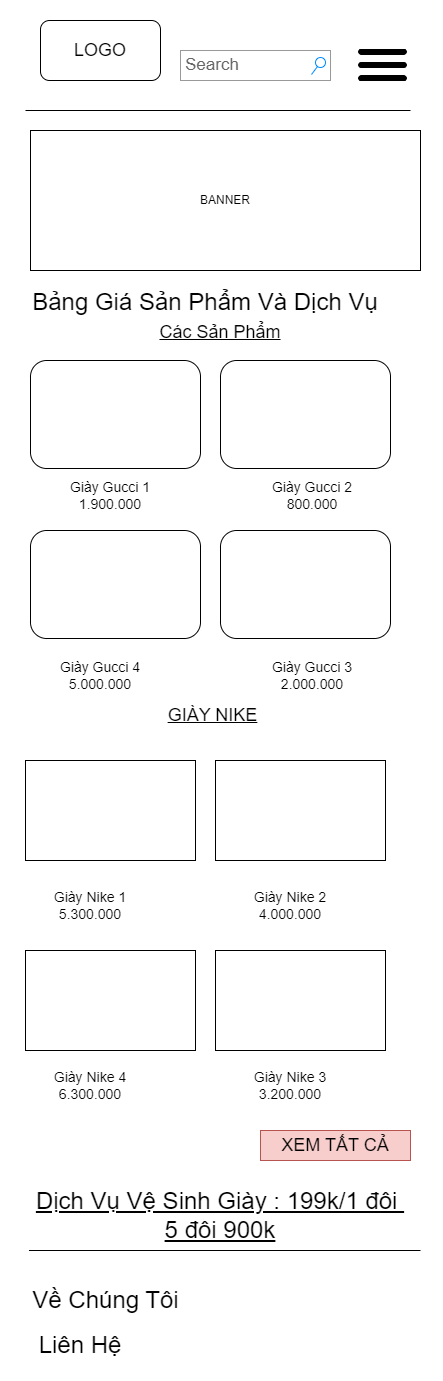 LOGO
Search
BANNER
Bảng Giá Sản Phẩm Và Dịch Vụ
Các Sản Phẩm
Giày Gucci 1
1.900.000
Giày Gucci 2
800.000
Giày Gucci 4
5.000.000
Giày Gucci 3
2.000.000
GIÀY NIKE
Giày Nike 1
5.300.000
Giày Nike 2
4.000.000
Giày Nike 4
6.300.000
Giày Nike 3
3.200.000
XEM TẤT CẢ
Dịch Vụ Vệ Sinh Giày : 199k/1 đôi
5 đôi 900k
Về Chúng Tôi
Liên Hệ